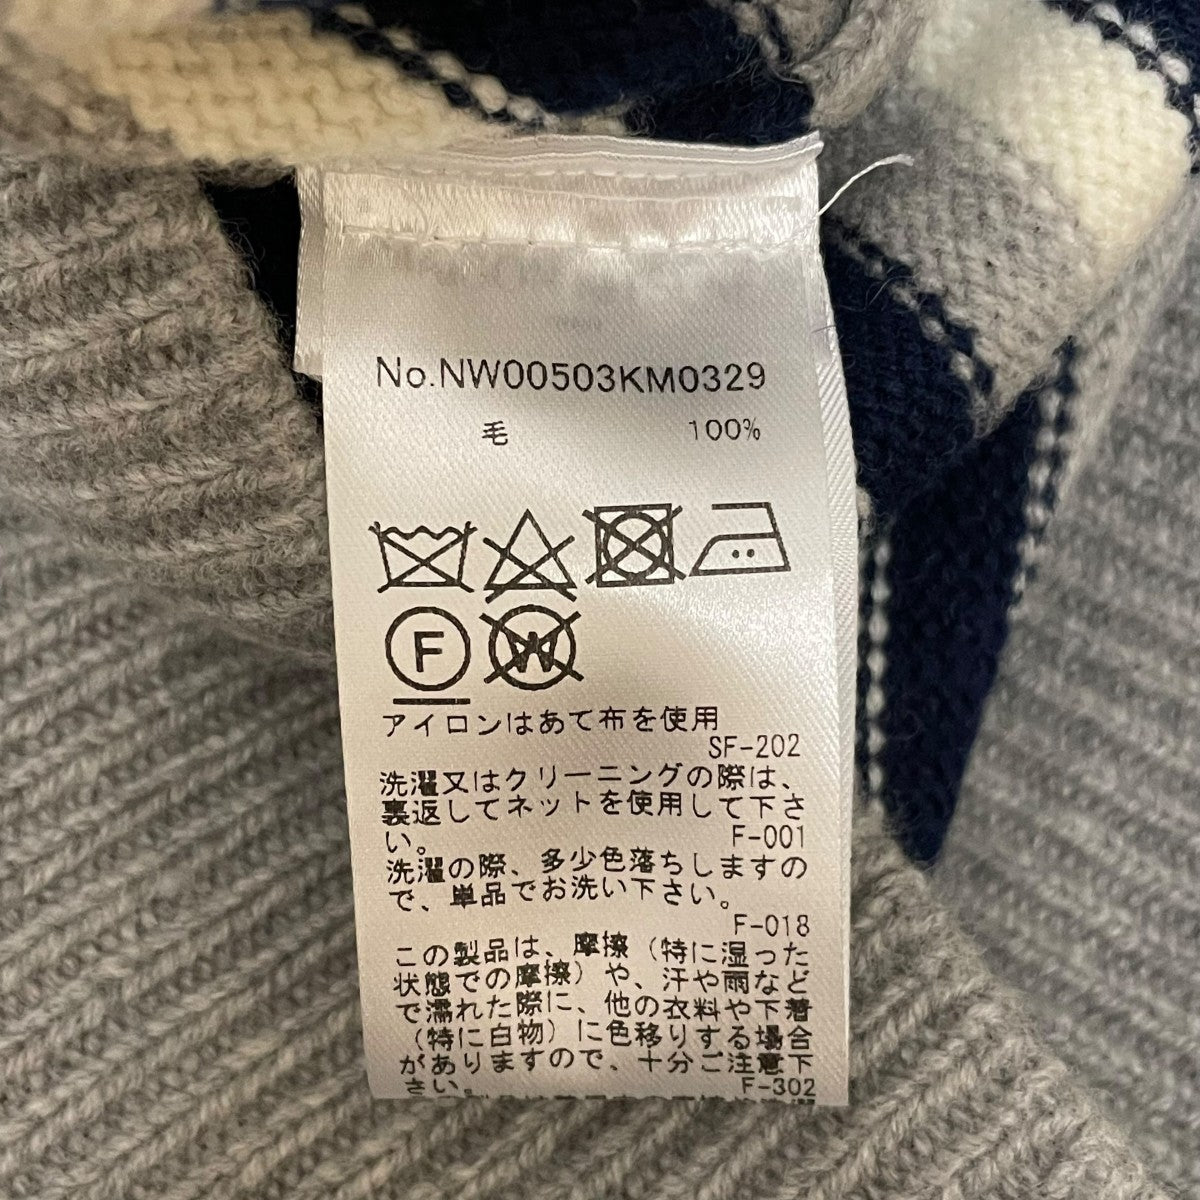 No.NW00503KM0329
毛 100%
F W
アイロンはあて布を使用
SF-202
洗濯又はクリーニングの際は、
裏返してネットを使用して下さ
い。 F-001
洗濯の際、多少色落ちしますの
で、単品でお洗い下さい。
F-018
この製品は、摩擦（特に湿った
状態での摩擦）や、汗や雨など
で濡れた際に、他の衣料や下着
（特に白物）に色移りする場合
がありますので、十分ご注意下
さい。 F-302